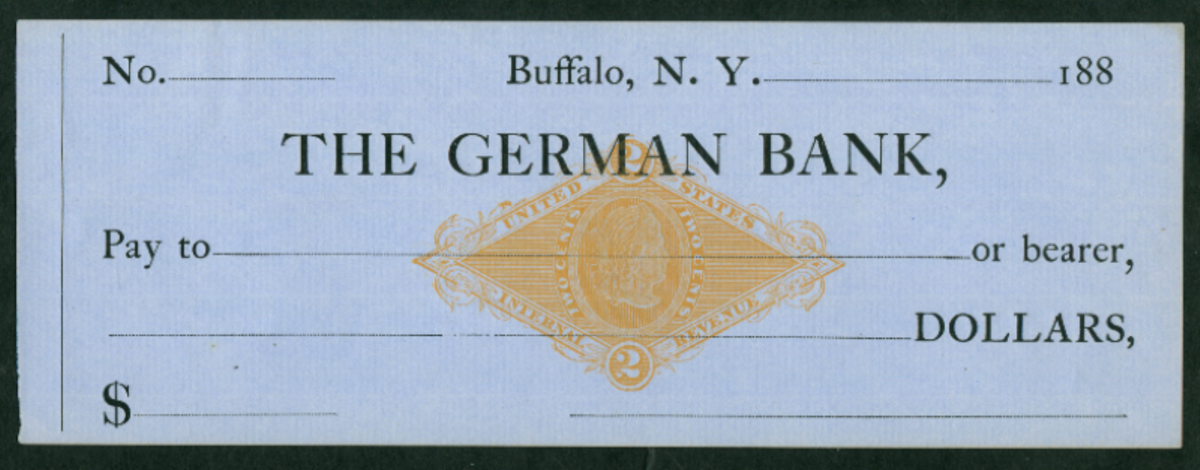 No. Buffalo, N. Y. 188
THE GERMAN BANK,
2
UNITED STATES
TWO CENTS TWO CENTS
Pay to or bearer,
INTERNAL REVENUE
DOLLARS,
2
$